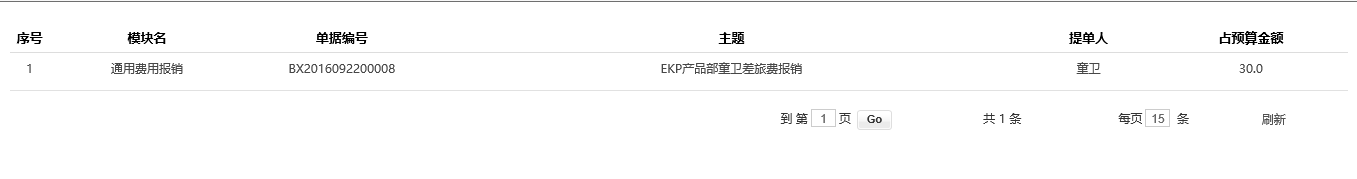 序号 模块名 单据编号 主题 提单人 占预算金额
1 通用费用报销 BX2016092200008 EKP产品部童卫差旅费报销 童卫 30.0
到 第 1 页 Go 共 1 条 每页 15 条 刷新